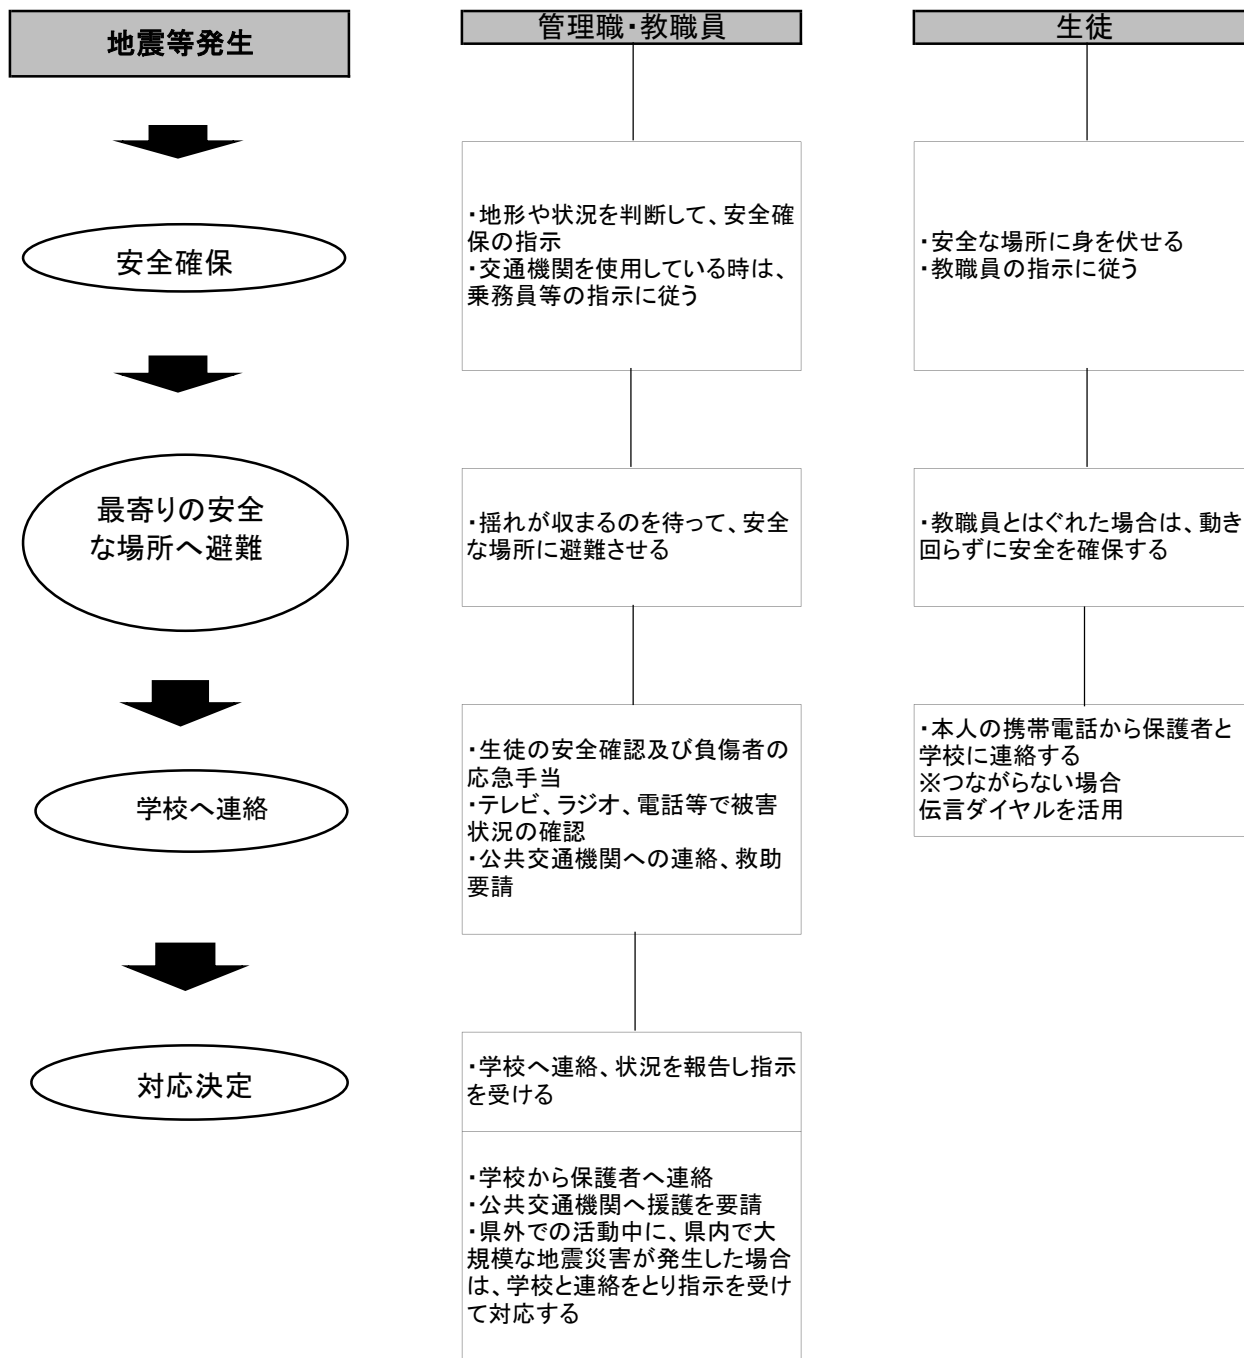 地震等発生
管理職・教職員
生徒
安全確保
・地形や状況を判断して、安全確
保の指示
・交通機関を使用している時は、
乗務員等の指示に従う
・安全な場所に身を伏せる
・教職員の指示に従う
最寄りの安全
な場所へ避難
・揺れが収まるのを待って、安全
な場所に避難させる
・教職員とはぐれた場合は、動き
回らずに安全を確保する
学校へ連絡
・生徒の安全確認及び負傷者の
応急手当
・テレビ、ラジオ、電話等で被害
状況の確認
・公共交通機関への連絡、救助
要請
・本人の携帯電話から保護者と
学校に連絡する
※つながらない場合
伝言ダイヤルを活用
対応決定
・学校へ連絡、状況を報告し指示
を受ける
・学校から保護者へ連絡
・公共交通機関へ援護を要請
・県外での活動中に、県内で大
規模な地震災害が発生した場合
は、学校と連絡をとり指示を受け
て対応する